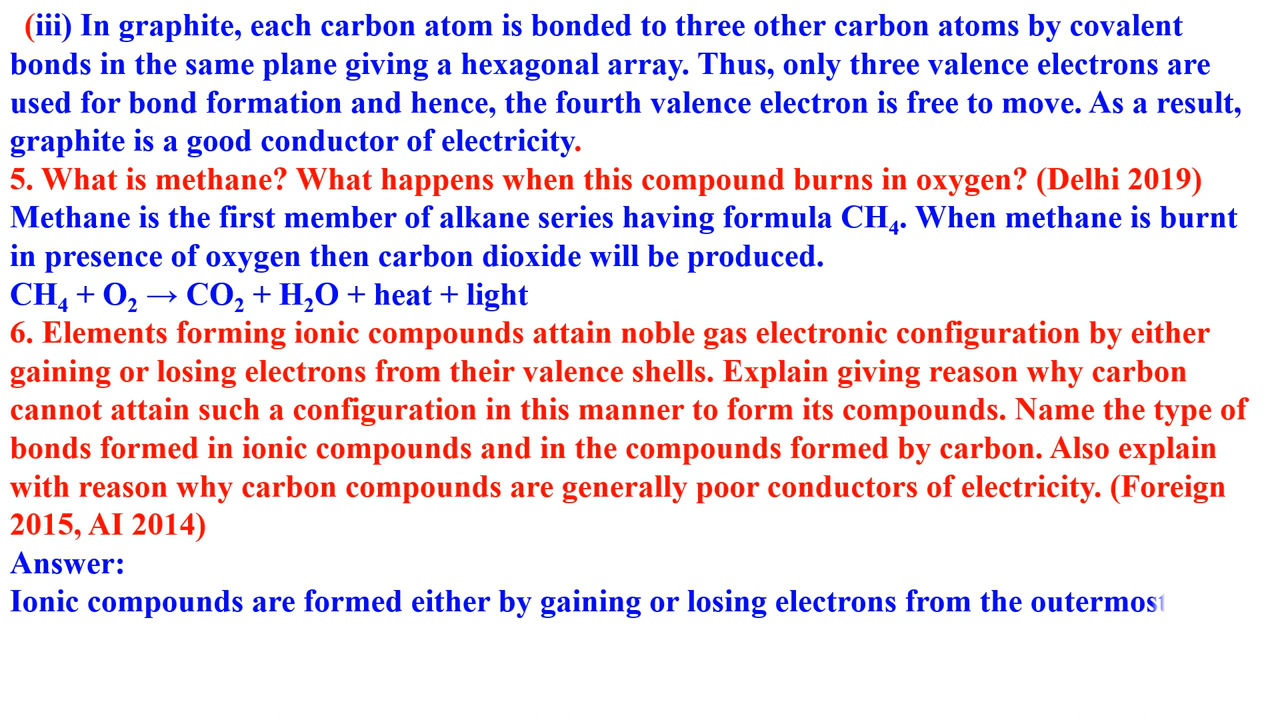 (iii) In graphite, each carbon atom is bonded to three other carbon atoms by covalent
bonds in the same plane giving a hexagonal array. Thus, only three valence electrons are
used for bond formation and hence, the fourth valence electron is free to move. As a result,
graphite is a good conductor of electricity.
5. What is methane? What happens when this compound burns in oxygen? (Delhi 2019)
Methane is the first member of alkane series having formula CH₄. When methane is burnt
in presence of oxygen then carbon dioxide will be produced.
CH₄ + O₂ → CO₂ + H₂O + heat + light
6. Elements forming ionic compounds attain noble gas electronic configuration by either
gaining or losing electrons from their valence shells. Explain giving reason why carbon
cannot attain such a configuration in this manner to form its compounds. Name the type of
bonds formed in ionic compounds and in the compounds formed by carbon. Also explain
with reason why carbon compounds are generally poor conductors of electricity. (Foreign
2015, AI 2014)
Answer:
Ionic compounds are formed either by gaining or losing electrons from the outermost